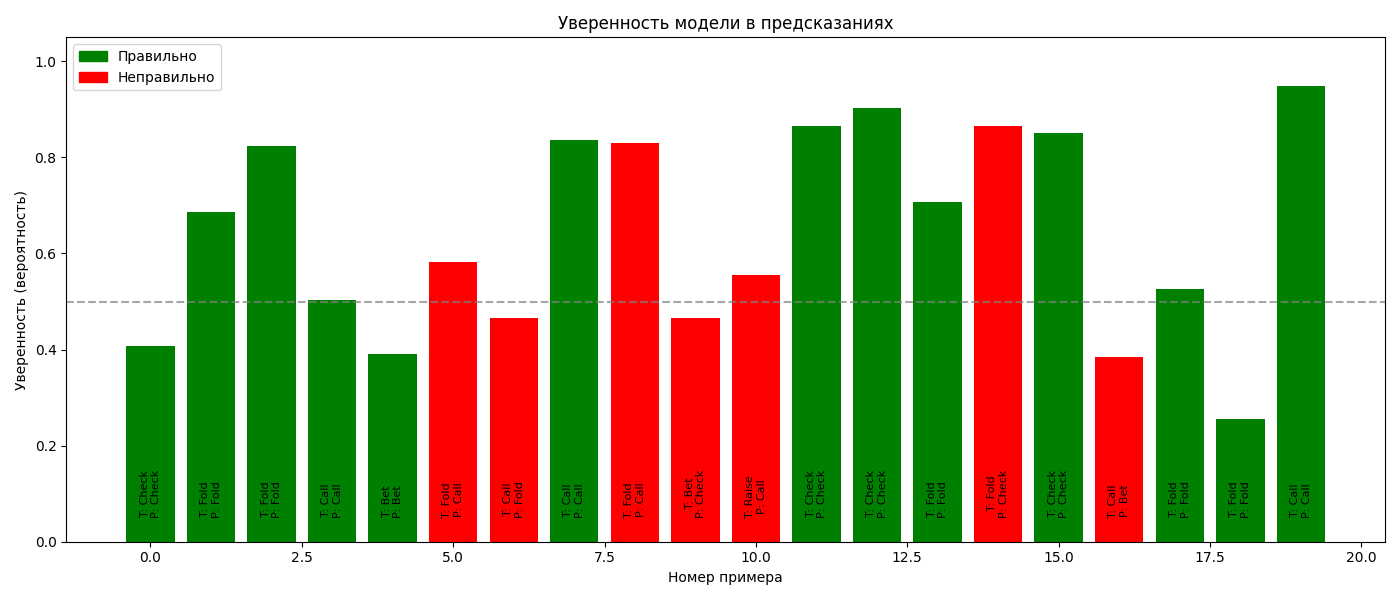 Уверенность модели в предсказаниях
Правильно
Неправильно
Уверенность (вероятность)
1.0
0.8
0.6
0.4
0.2
0.0
T: Check
P: Check
T: Fold
P: Fold
T: Fold
P: Fold
T: Call
P: Call
T: Bet
P: Bet
T: Fold
P: Call
T: Call
P: Fold
T: Call
P: Call
T: Fold
P: Call
T: Bet
P: Check
T: Raise
P: Call
T: Check
P: Check
T: Check
P: Check
T: Fold
P: Fold
T: Fold
P: Check
T: Check
P: Check
T: Call
P: Bet
T: Fold
P: Fold
T: Fold
P: Fold
T: Call
P: Call
0.0
2.5
5.0
7.5
10.0
12.5
15.0
17.5
20.0
Номер примера